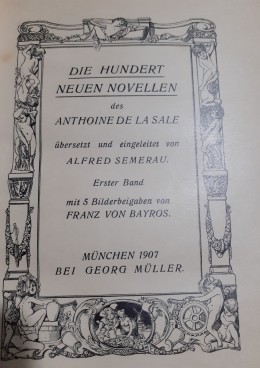 DIE HUNDERT
NEUEN NOVELLEN
des
ANTHOINE DE LA SALE
übersetzt und eingeleitet von
ALFRED SEMERAU.
Erster Band
mit 5 Bilderbeigaben von
FRANZ VON BAYROS.
MÜNCHEN 1907
BEI GEORG MÜLLER.